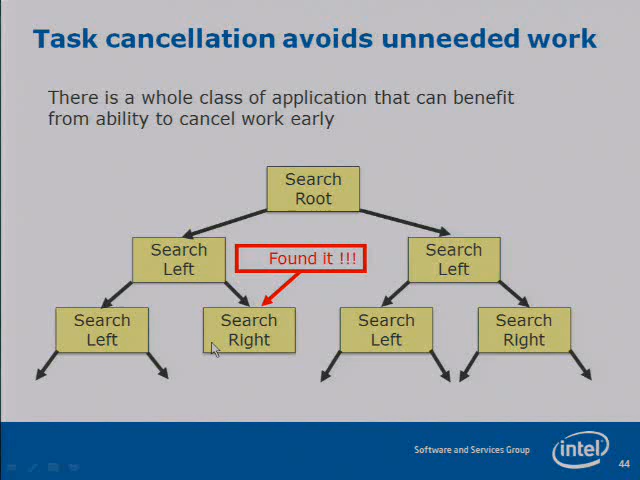 Task cancellation avoids unneeded work
There is a whole class of application that can benefit
from ability to cancel work early
Search
Root
Search
Left
Found it !!!
Search
Left
Search
Left
Search
Right
Search
Left
Search
Right
Software and Services Group
intel
44